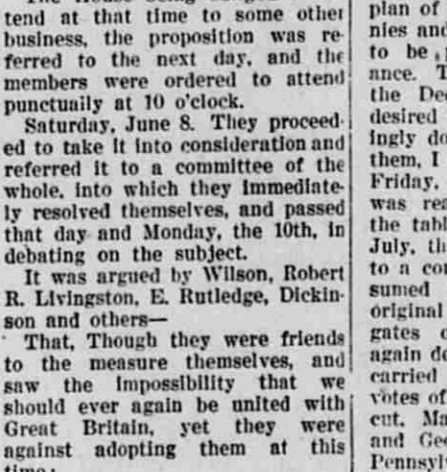 tend at that time to some other
business, the proposition was re-
ferred to the next day, and the
members were ordered to attend
punctually at 10 o'clock.
Saturday, June 8. They proceed-
ed to take it into consideration and
referred it to a committee of the
whole, into which they immediate-
ly resolved themselves, and passed
that day and Monday, the 10th, in
debating on the subject.
It was argued by Wilson, Robert
R. Livingston, E. Rutledge, Dickin-
son and others—
That, Though they were friends
to the measure themselves, and
saw the impossibility that we
should ever again be united with
Great Britain, yet they were
against adopting them at this
time:
plan of
nies and
to be
ance.
the
desired
ingly
them, I
Friday,
was
the
July,
to a
sumed
original
gates
again
carried
votes of
cut.
and